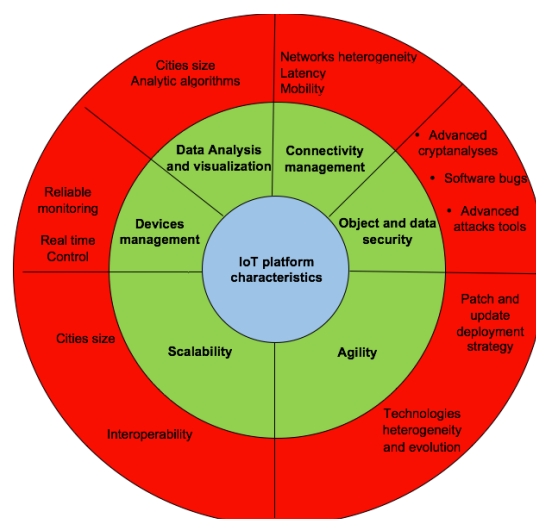 Cities size
Analytic algorithms
Networks heterogeneity
Latency
Mobility
• Advanced
cryptanalyses
• Software bugs
• Advanced
attacks tools
Data Analysis
and visualization
Connectivity
management
Reliable
monitoring
Real time
Control
Devices
management
Object and data
security
IoT platform
characteristics
Patch and
update
deployment
strategy
Cities size
Scalability
Agility
Interoperability
Technologies
heterogeneity
and evolution